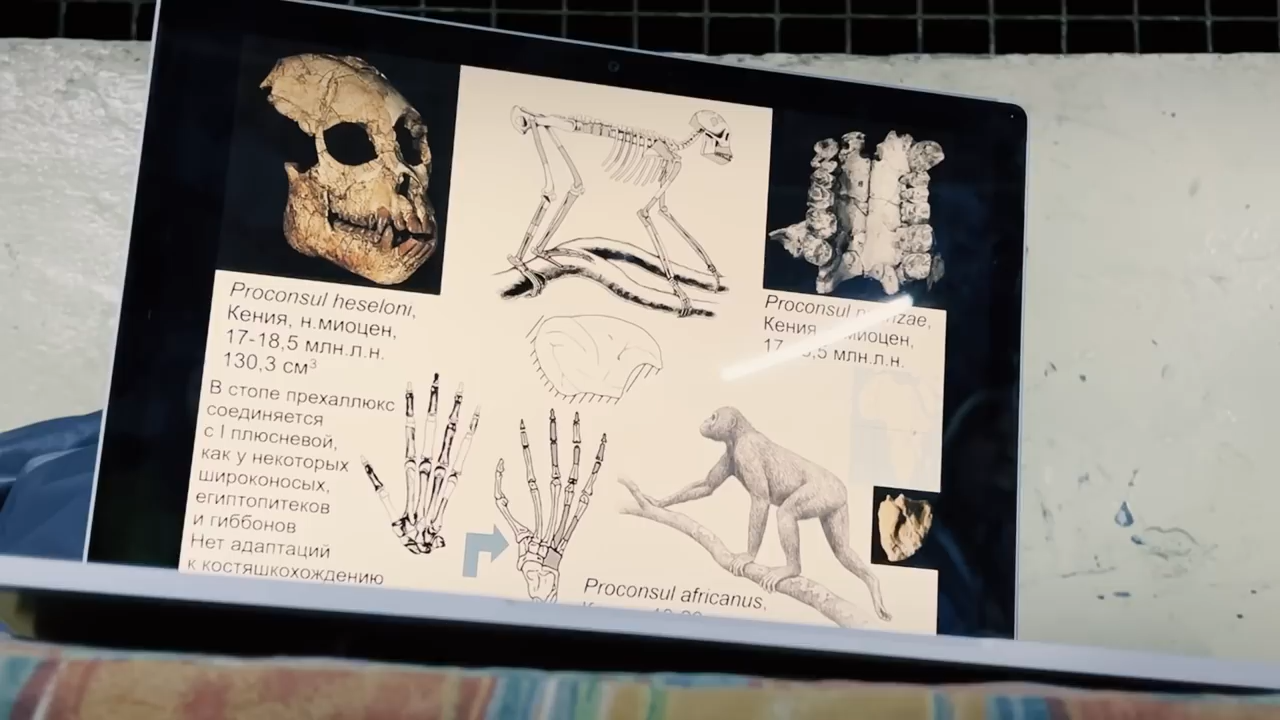 Proconsul heseloni,
Кения, н.миоцен,
17-18,5 млн.л.н.
130,3 см³
В стопе прехаллюкс
соединяется
с I плюсневой,
как у некоторых
широконосых,
египтопитеков
и гиббонов
Нет адаптаций
к костяшкохождению
Proconsul
Кения миоцен,
млн.л.н.
Proconsul africanus,